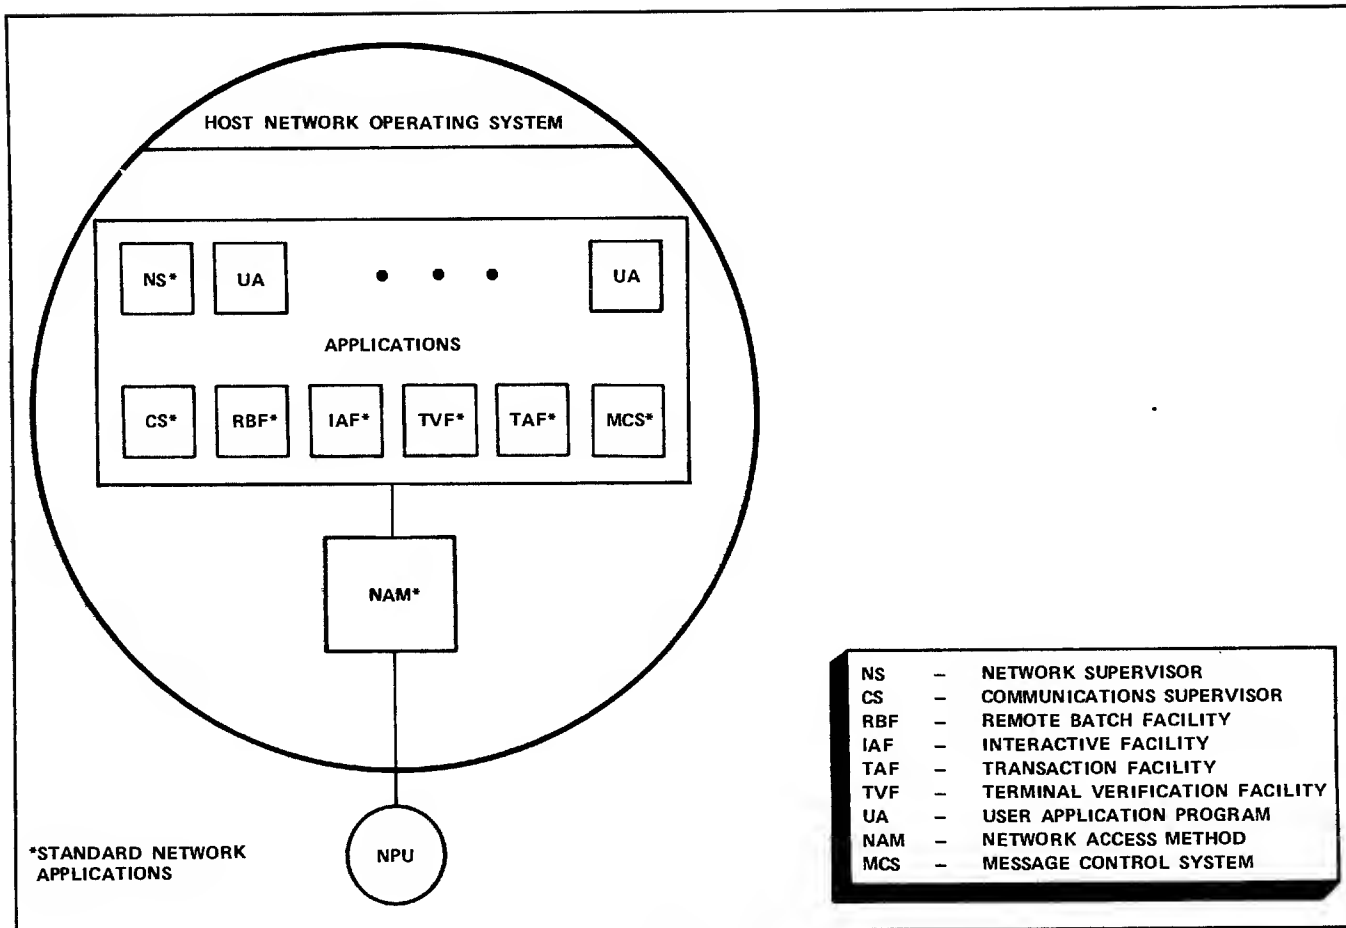 HOST NETWORK OPERATING SYSTEM
NS* UA • • • UA
APPLICATIONS
CS* RBF* IAF* TVF* TAF* MCS*
NAM*
NPU
*STANDARD NETWORK
APPLICATIONS
NS – NETWORK SUPERVISOR
CS – COMMUNICATIONS SUPERVISOR
RBF – REMOTE BATCH FACILITY
IAF – INTERACTIVE FACILITY
TAF – TRANSACTION FACILITY
TVF – TERMINAL VERIFICATION FACILITY
UA – USER APPLICATION PROGRAM
NAM – NETWORK ACCESS METHOD
MCS – MESSAGE CONTROL SYSTEM